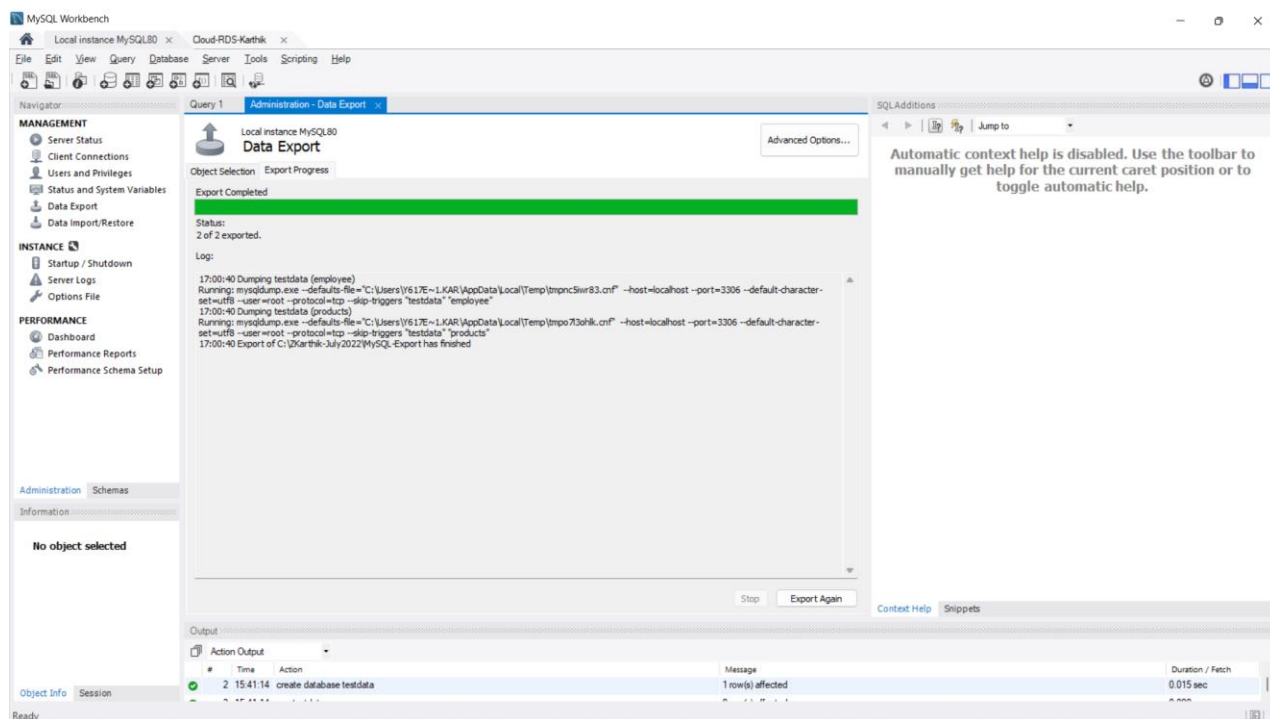 MySQL Workbench
Local instance MySQL80 ×
Cloud-RDS-Karthik ×
File Edit View Query Database Server Tools Scripting Help
Navigator
MANAGEMENT
Server Status
Client Connections
Users and Privileges
Status and System Variables
Data Export
Data Import/Restore
INSTANCE
Startup / Shutdown
Server Logs
Options File
PERFORMANCE
Dashboard
Performance Reports
Performance Schema Setup
Administration Schemas
Information
No object selected
Object Info Session
Query 1
Administration - Data Export ×
Local instance MySQL80
Data Export
Advanced Options...
Object Selection Export Progress
Export Completed
Status:
2 of 2 exported.
Log:
17:00:40 Dumping testdata (employee)
Running: mysqldump.exe --defaults-file="C:\Users\Y617E~1.KAR\AppData\Local\Temp\tmpnc5iwr83.cnf" --host=localhost --port=3306 --default-character-
set=utf8 --user=root --protocol=tcp --skip-triggers "testdata" "employee"
17:00:40 Dumping testdata (products)
Running: mysqldump.exe --defaults-file="C:\Users\Y617E~1.KAR\AppData\Local\Temp\tmpo7l3ohlk.cnf" --host=localhost --port=3306 --default-character-
set=utf8 --user=root --protocol=tcp --skip-triggers "testdata" "products"
17:00:40 Export of C:\ZKarthik-July2022\MySQL-Export has finished
Stop Export Again
SQLAdditions
Jump to
Automatic context help is disabled. Use the toolbar to
manually get help for the current caret position or to
toggle automatic help.
Context Help Snippets
Output
Action Output
# Time Action Message Duration / Fetch
2 15:41:14 create database testdata 1 row(s) affected 0.015 sec
Ready